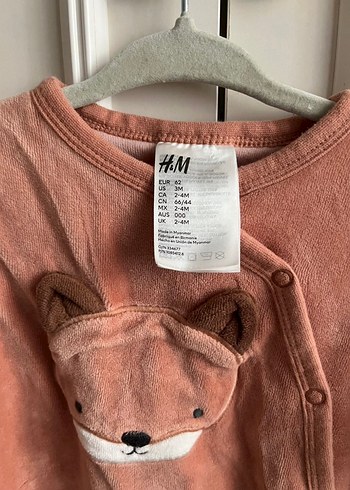 H&M
EUR 62
US 3M
CA 2-4M
CN 66/44
MX 2-4M
AUS 000
UK 2-4M
Made in Myanmar
Fabriqué en Birmanie
Hecho en Unión de Myanmar